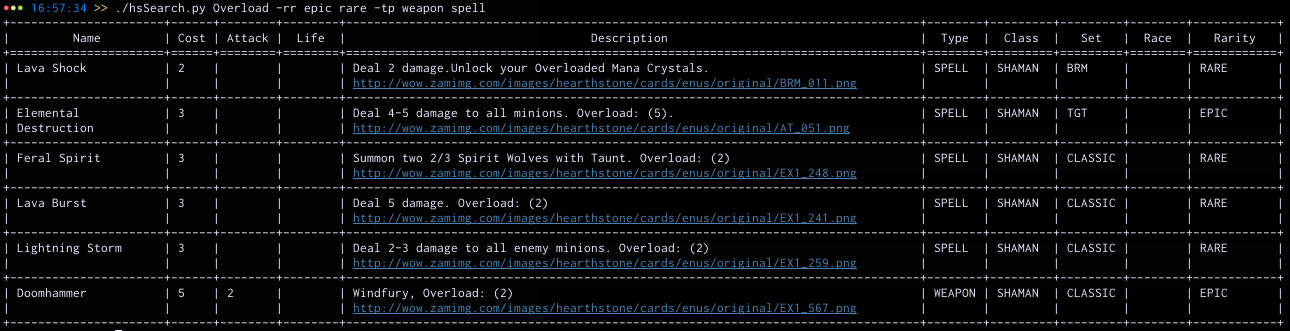 16:57:34 >> ./hsSearch.py Overload -rr epic rare -tp weapon spell
Name | Cost | Attack | Life | Description | Type | Class | Set | Race | Rarity
Lava Shock | 2 | | | Deal 2 damage.Unlock your Overloaded Mana Crystals. | SPELL | SHAMAN | BRM | | RARE
http://wow.zamimg.com/images/hearthstone/cards/enus/original/BRM_011.png
Elemental | 3 | | | Deal 4-5 damage to all minions. Overload: (5). | SPELL | SHAMAN | TGT | | EPIC
Destruction | | | | http://wow.zamimg.com/images/hearthstone/cards/enus/original/AT_051.png
Feral Spirit | 3 | | | Summon two 2/3 Spirit Wolves with Taunt. Overload: (2) | SPELL | SHAMAN | CLASSIC | | RARE
http://wow.zamimg.com/images/hearthstone/cards/enus/original/EX1_248.png
Lava Burst | 3 | | | Deal 5 damage. Overload: (2) | SPELL | SHAMAN | CLASSIC | | RARE
http://wow.zamimg.com/images/hearthstone/cards/enus/original/EX1_241.png
Lightning Storm | 3 | | | Deal 2-3 damage to all enemy minions. Overload: (2) | SPELL | SHAMAN | CLASSIC | | RARE
http://wow.zamimg.com/images/hearthstone/cards/enus/original/EX1_259.png
Doomhammer | 5 | 2 | | Windfury, Overload: (2) | WEAPON | SHAMAN | CLASSIC | | EPIC
http://wow.zamimg.com/images/hearthstone/cards/enus/original/EX1_567.png